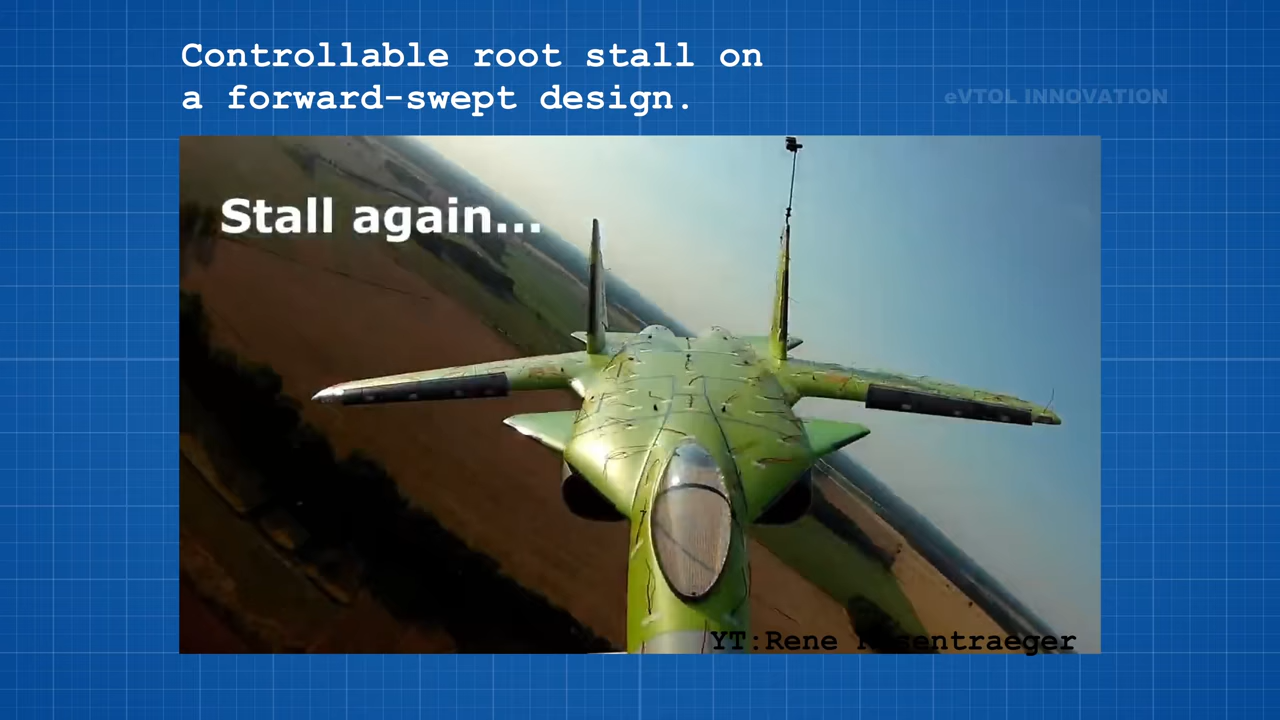 Controllable root stall on
a forward-swept design.
eVTOL INNOVATION
Stall again...
YT:Rene